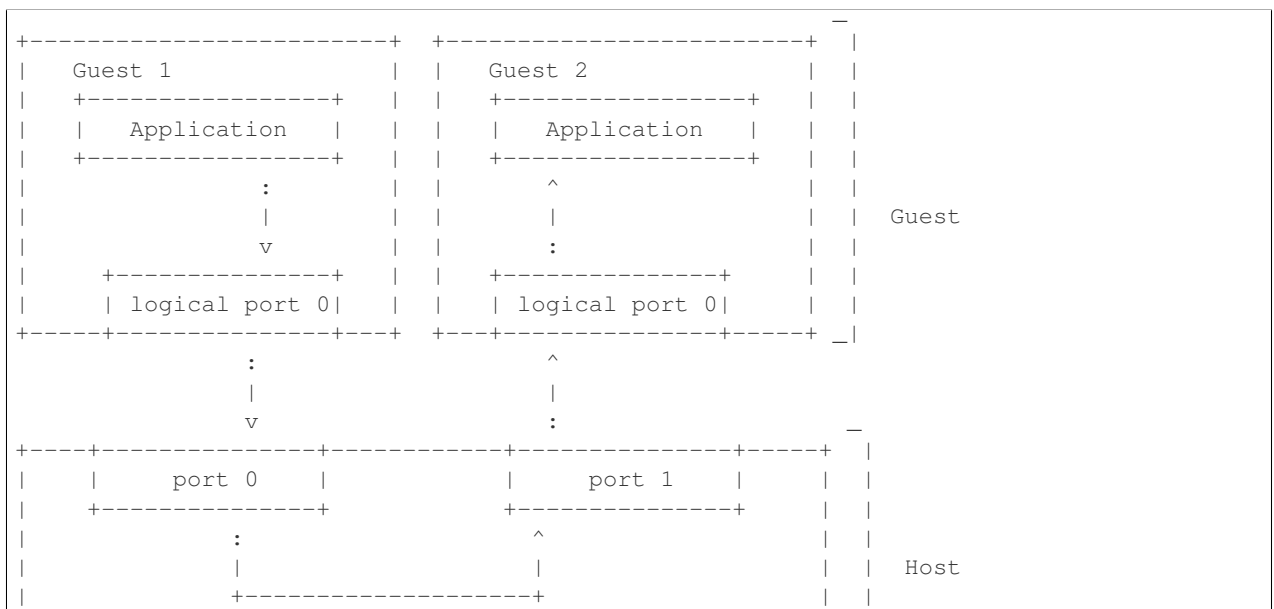 Guest 1 Guest 2
Application Application
Guest
logical port 0 logical port 0
port 0 port 1
Host